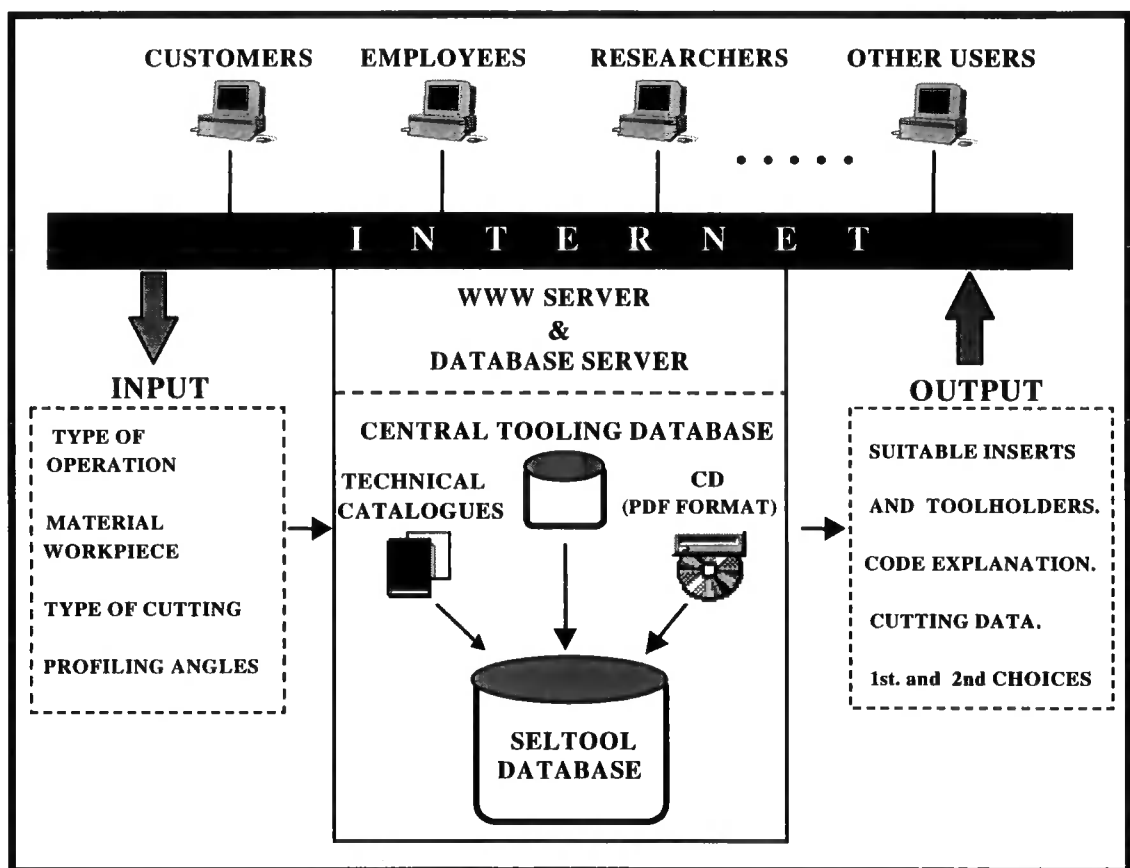 CUSTOMERS EMPLOYEES RESEARCHERS OTHER USERS
INTERNET
WWW SERVER
&
DATABASE SERVER
INPUT
TYPE OF
OPERATION
MATERIAL
WORKPIECE
TYPE OF CUTTING
PROFILING ANGLES
CENTRAL TOOLING DATABASE
TECHNICAL
CATALOGUES
CD
(PDF FORMAT)
SELTOOL
DATABASE
OUTPUT
SUITABLE INSERTS
AND TOOLHOLDERS.
CODE EXPLANATION.
CUTTING DATA.
1st. and 2nd CHOICES